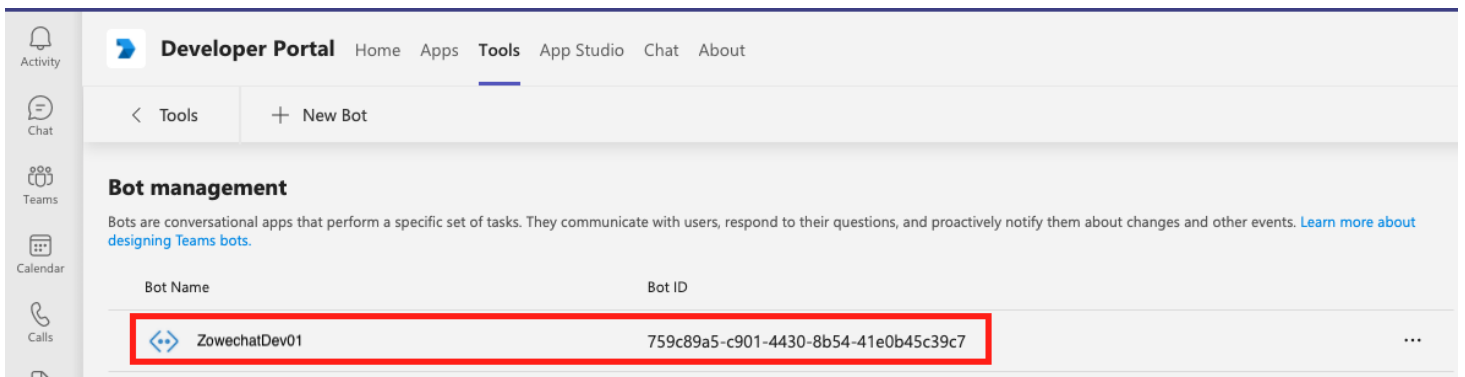 Activity
Chat
Teams
Calendar
Calls
Developer Portal Home Apps Tools App Studio Chat About
< Tools + New Bot
Bot management
Bots are conversational apps that perform a specific set of tasks. They communicate with users, respond to their questions, and proactively notify them about changes and other events. Learn more about
designing Teams bots.
Bot Name Bot ID
ZowechatDev01 759c89a5-c901-4430-8b54-41e0b45c39c7 ...